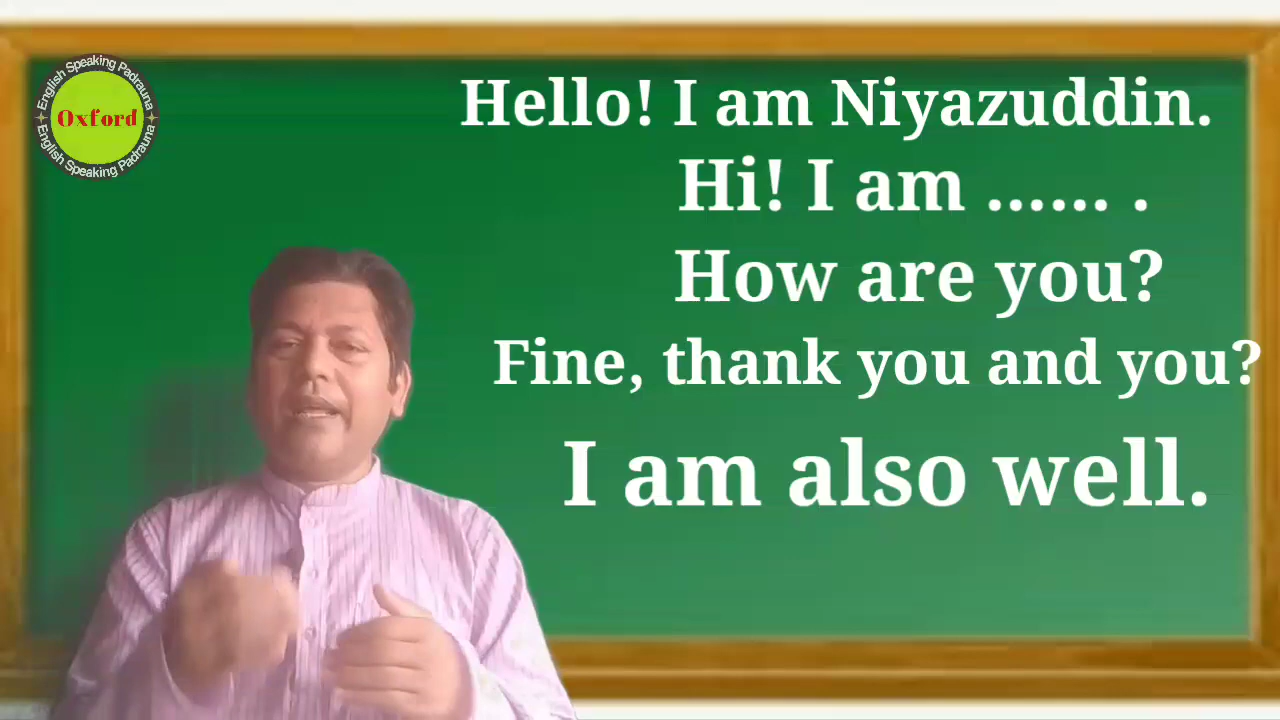 English Speaking Padrauna
Oxford
English Speaking Padrauna
Hello! I am Niyazuddin.
Hi! I am ...... .
How are you?
Fine, thank you and you?
I am also well.